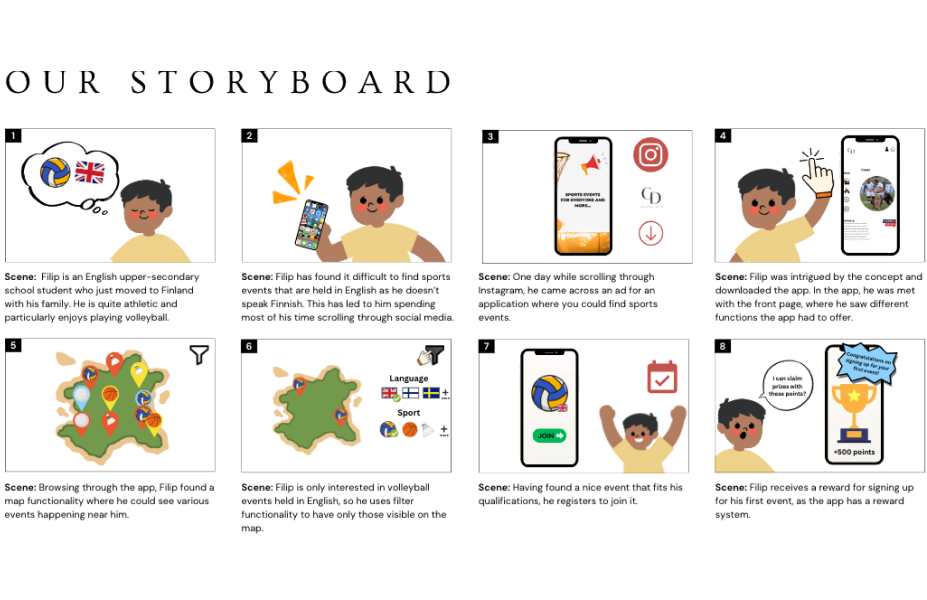 OUR STORYBOARD
1
2
3
SPORTS EVENTS
FOR EVERYONE AND
MORE...
CD
4
CD
Scene: Filip is an English upper-secondary
school student who just moved to Finland
with his family. He is quite athletic and
particularly enjoys playing volleyball.
Scene: Filip has found it difficult to find sports
events that are held in English as he doesn't
speak Finnish. This has led to him spending
most of his time scrolling through social media.
Scene: One day while scrolling through
Instagram, he came across an ad for an
application where you could find sports
events.
Scene: Filip was intrigued by the concept and
downloaded the app. In the app, he was met
with the front page, where he saw different
functions the app had to offer.
5
6
Language
+
more
Sport
+
more
7
JOIN
8
I can claim
prizes with
these points?
Congratulations on
signing up for your
first event!
+500 points
Scene: Browsing through the app, Filip found a
map functionality where he could see various
events happening near him.
Scene: Filip is only interested in volleyball
events held in English, so he uses filter
functionality to have only those visible on the
map.
Scene: Having found a nice event that fits his
qualifications, he registers to join it.
Scene: Filip receives a reward for signing up
for his first event, as the app has a reward
system.